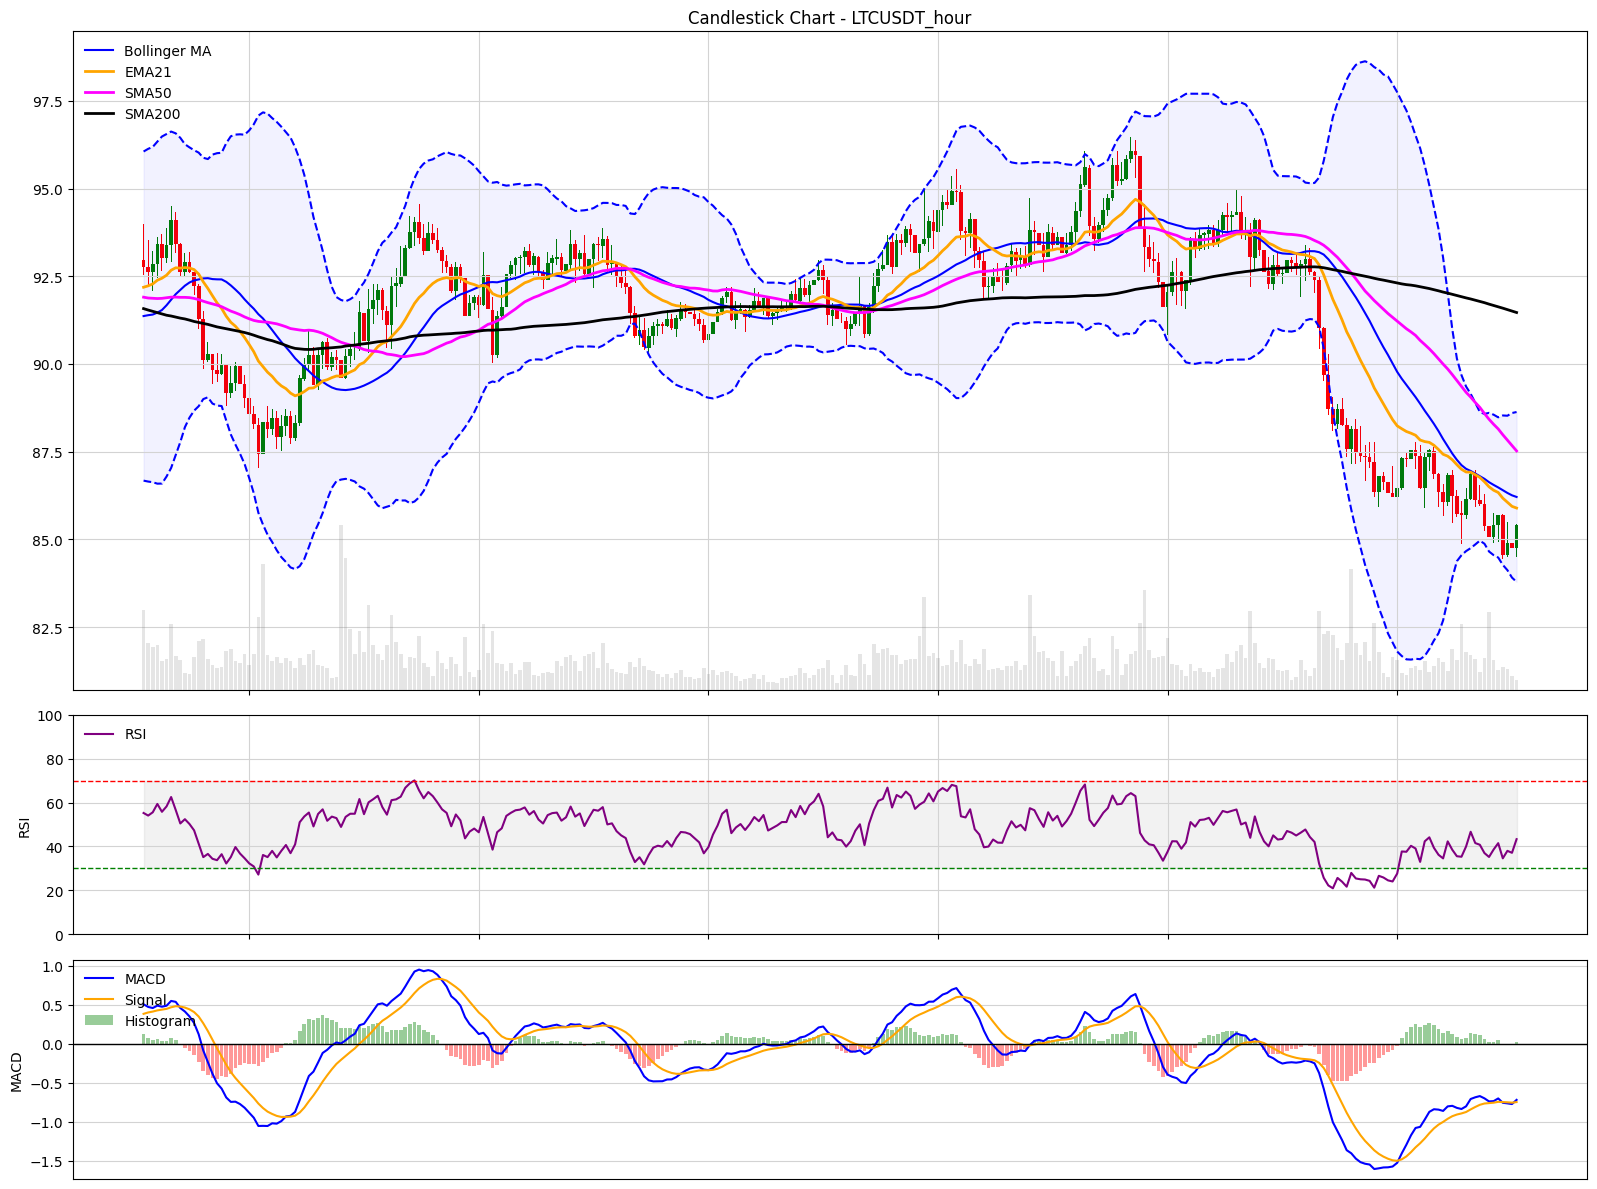 Candlestick Chart - LTCUSDT_hour
Bollinger MA
EMA21
SMA50
SMA200
97.5
95.0
92.5
90.0
87.5
85.0
82.5
RSI
100
80
60
40
20
0
RSI
MACD
Signal
Histogram
1.0
0.5
0.0
−0.5
−1.0
−1.5
MACD